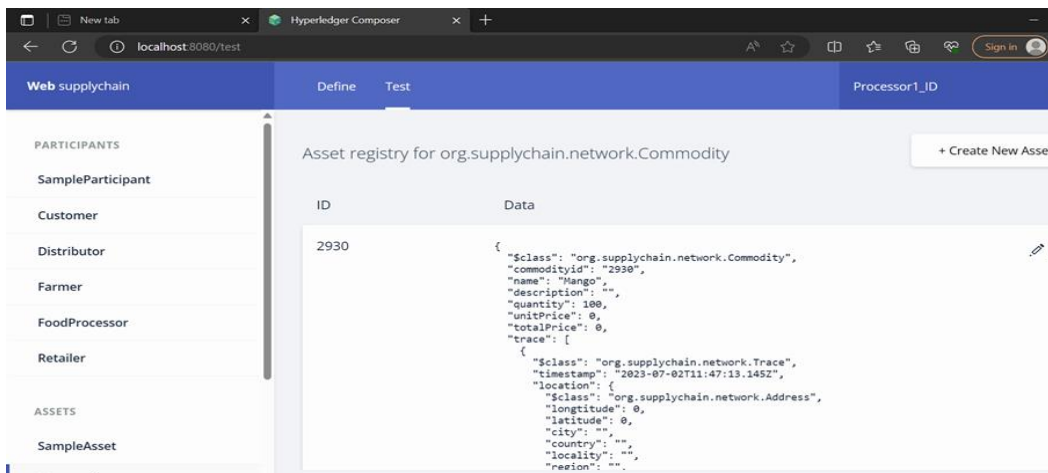 New tab
Hyperledger Composer
localhost:8080/test
Sign in
Web supplychain
Define Test
Processor1_ID
PARTICIPANTS
SampleParticipant
Customer
Distributor
Farmer
FoodProcessor
Retailer
ASSETS
SampleAsset
Asset registry for org.supplychain.network.Commodity
+ Create New Asse
ID Data
2930
{
"$class": "org.supplychain.network.Commodity",
"commodityid": "2930",
"name": "Mango",
"description": "",
"quantity": 100,
"unitPrice": 0,
"totalPrice": 0,
"trace": [
{
"$class": "org.supplychain.network.Trace",
"timestamp": "2023-07-02T11:47:13.145Z",
"location": {
"$class": "org.supplychain.network.Address",
"longtitude": 0,
"latitude": 0,
"city": "",
"country": "",
"locality": "",
"region": "",